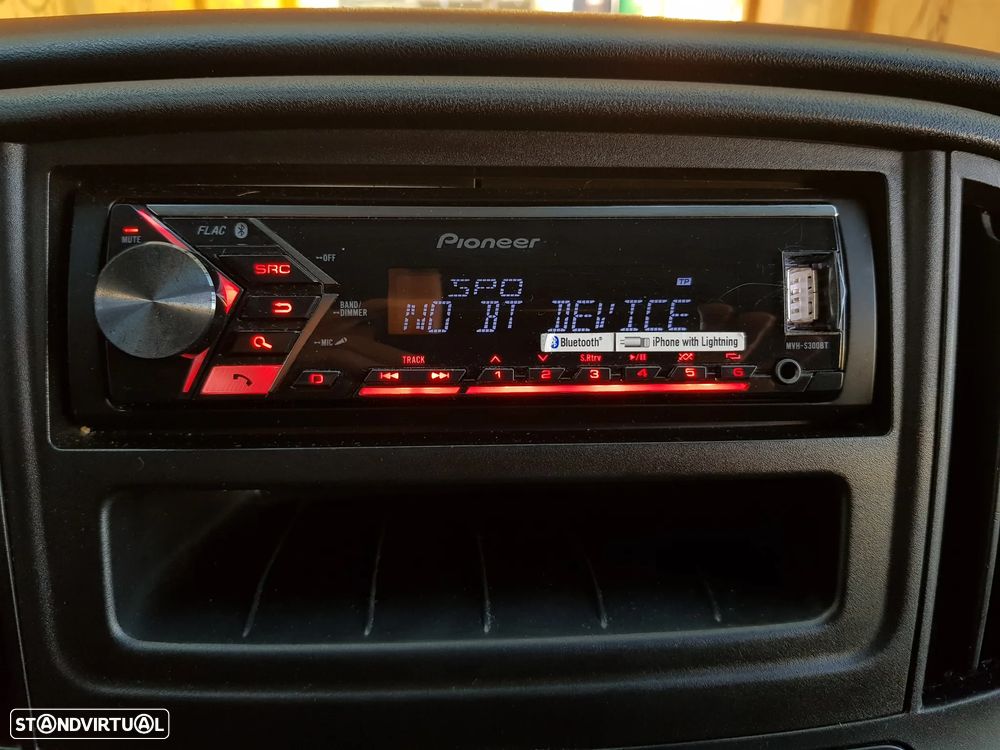 MUTE
FLAC
OFF
Pioneer
SRC
SPO
TP
BAND/
DIMMER
NO BT DEVICE
MIC
Bluetooth®
iPhone with Lightning
MVH-S300BT
TRACK
S.Rtrv
D
1 2 3 4 5 6
STANDVIRTUAL